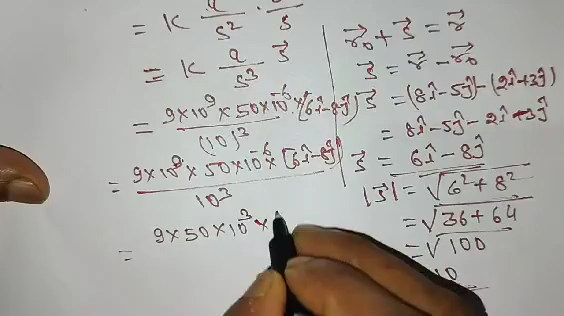 = K q/s² · s⃗/s
= K q/s³ s⃗
= 9×10⁹×50×10⁻⁶×(6î-8ĵ)/(10)³
= 9×10⁹×50×10⁻⁶×(6î-8ĵ)/10³
= 9×50×10³×
r⃗₀ + s⃗ = r⃗
s⃗ = r⃗ - r⃗₀
s⃗ = (8î-5ĵ)-(2î+3ĵ)
= 8î-5ĵ-2î-3ĵ
s⃗ = 6î-8ĵ
|s⃗| = √6²+8²
= √36+64
= √100
10